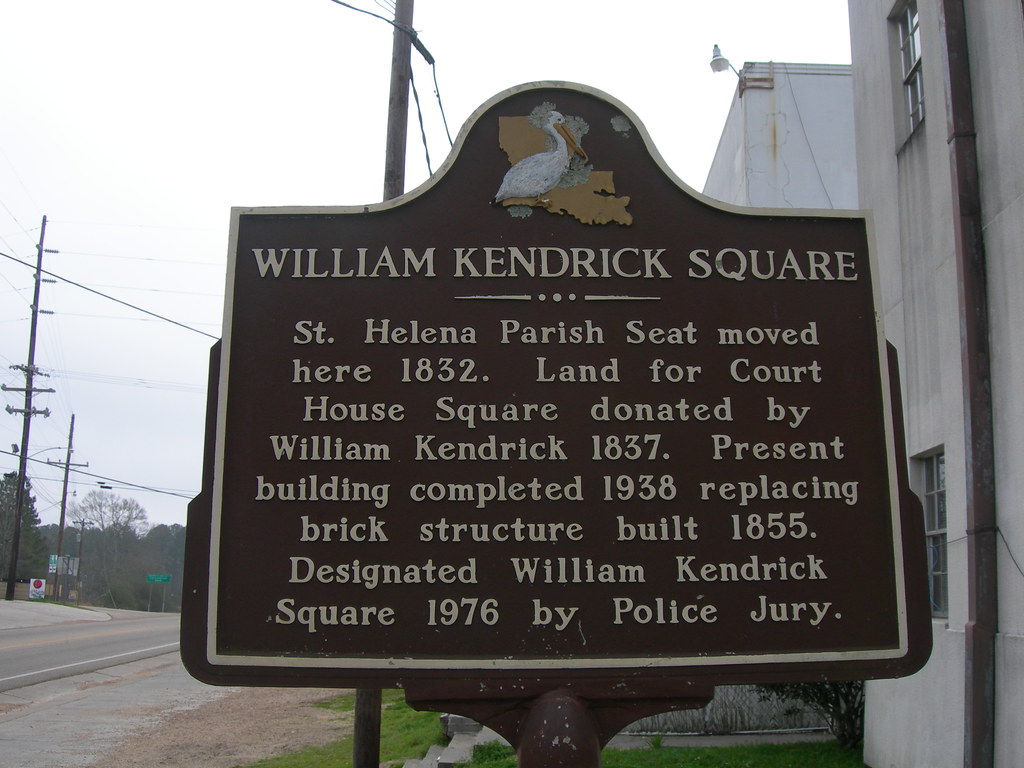 WILLIAM KENDRICK SQUARE
St. Helena Parish Seat moved
here 1832. Land for Court
House Square donated by
William Kendrick 1837. Present
building completed 1938 replacing
brick structure built 1855.
Designated William Kendrick
Square 1976 by Police Jury.